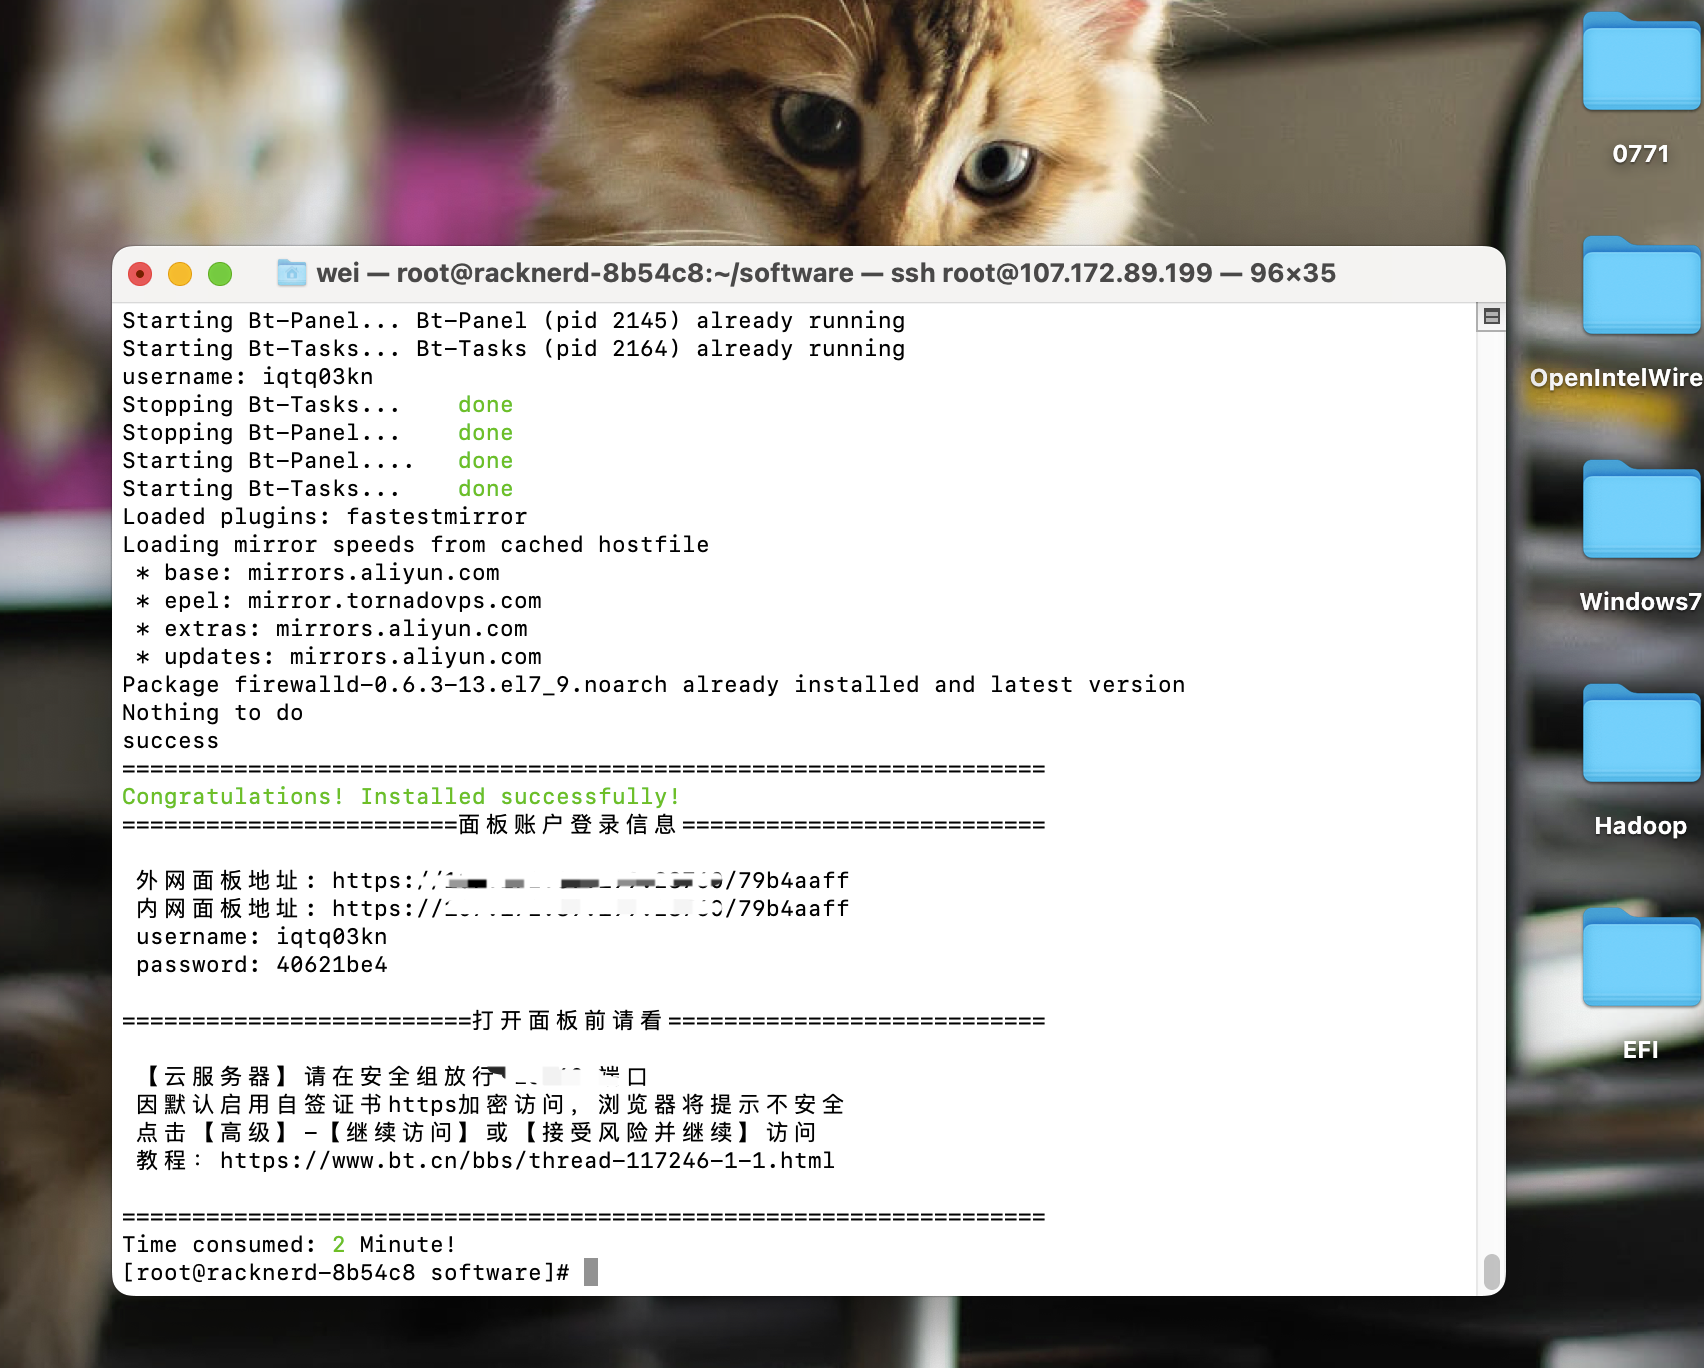 wei — root@racknerd-8b54c8:~/software — ssh root@107.172.89.199 — 96×35
Starting Bt-Panel... Bt-Panel (pid 2145) already running
Starting Bt-Tasks... Bt-Tasks (pid 2164) already running
username: iqtq03kn
Stopping Bt-Tasks...    done
Stopping Bt-Panel...    done
Starting Bt-Panel....   done
Starting Bt-Tasks...    done
Loaded plugins: fastestmirror
Loading mirror speeds from cached hostfile
 * base: mirrors.aliyun.com
 * epel: mirror.tornadovps.com
 * extras: mirrors.aliyun.com
 * updates: mirrors.aliyun.com
Package firewalld-0.6.3-13.el7_9.noarch already installed and latest version
Nothing to do
success
==================================================================
Congratulations! Installed successfully!
========================面板账户登录信息==========================

 外网面板地址: https://          /79b4aaff
 内网面板地址: https://          /79b4aaff
 username: iqtq03kn
 password: 40621be4

=========================打开面板前请看===========================

 【云服务器】请在安全组放行       端口
 因默认启用自签证书https加密访问，浏览器将提示不安全
 点击【高级】-【继续访问】或【接受风险并继续】访问
 教程：https://www.bt.cn/bbs/thread-117246-1-1.html

==================================================================
Time consumed: 2 Minute!
[root@racknerd-8b54c8 software]#
0771
OpenIntelWire
Windows7
Hadoop
EFI